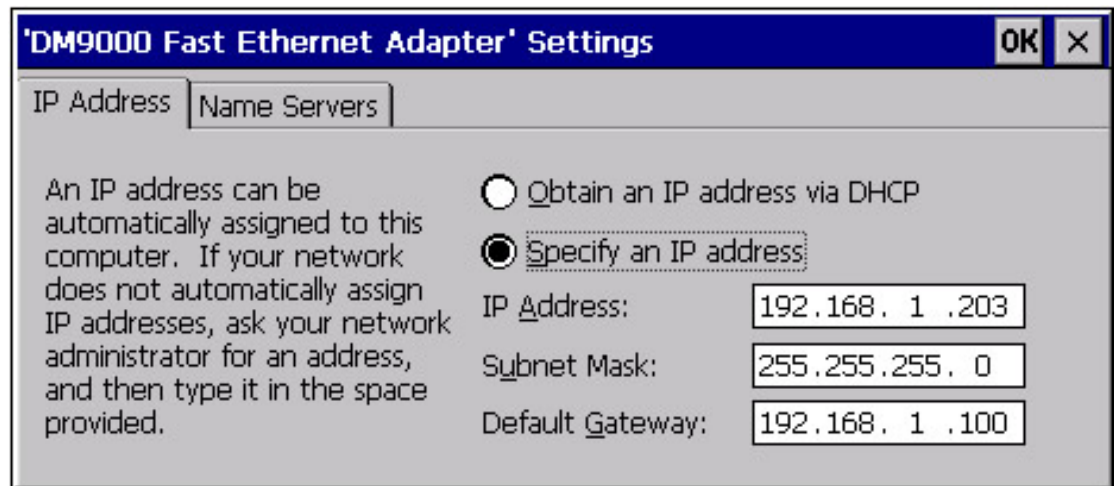 'DM9000 Fast Ethernet Adapter' Settings OK ×
IP Address Name Servers
An IP address can be
automatically assigned to this
computer. If your network
does not automatically assign
IP addresses, ask your network
administrator for an address,
and then type it in the space
provided.
Obtain an IP address via DHCP
Specify an IP address
IP Address: 192.168. 1 .203
Subnet Mask: 255.255.255. 0
Default Gateway: 192.168. 1 .100